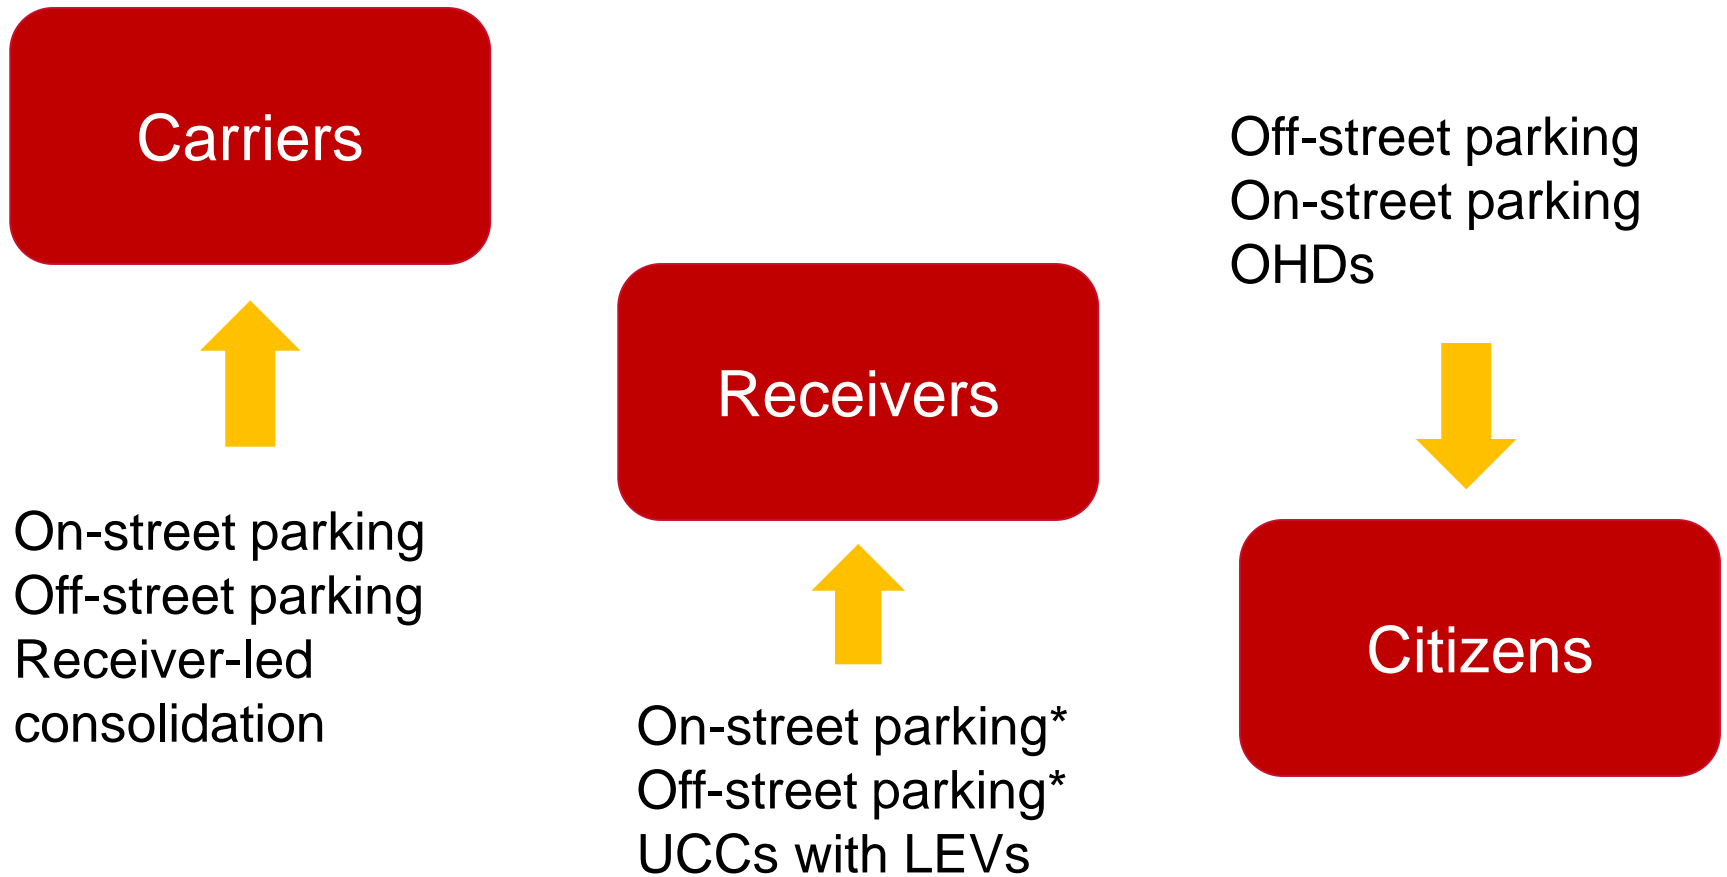 Carriers
On-street parking
Off-street parking
Receiver-led
consolidation
Receivers
On-street parking*
Off-street parking*
UCCs with LEVs
Off-street parking
On-street parking
OHDs
Citizens